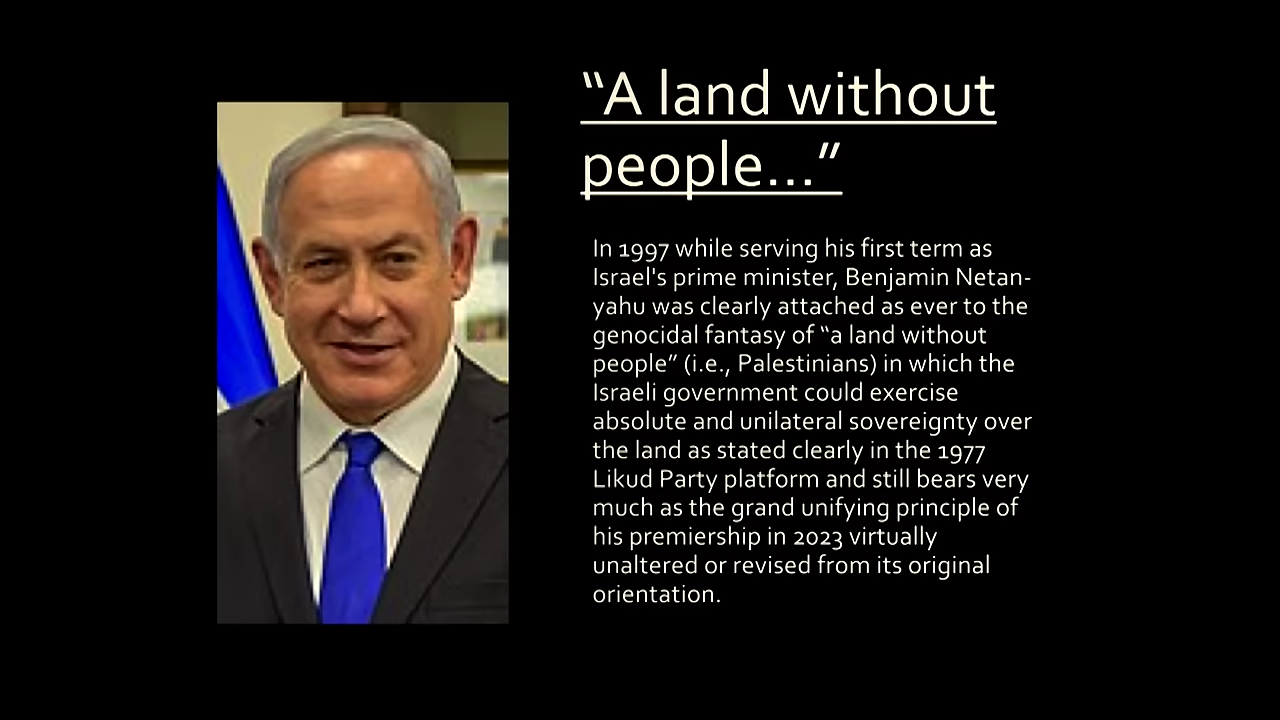 “A land without
people...”
In 1997 while serving his first term as
Israel's prime minister, Benjamin Netan-
yahu was clearly attached as ever to the
genocidal fantasy of “a land without
people” (i.e., Palestinians) in which the
Israeli government could exercise
absolute and unilateral sovereignty over
the land as stated clearly in the 1977
Likud Party platform and still bears very
much as the grand unifying principle of
his premiership in 2023 virtually
unaltered or revised from its original
orientation.